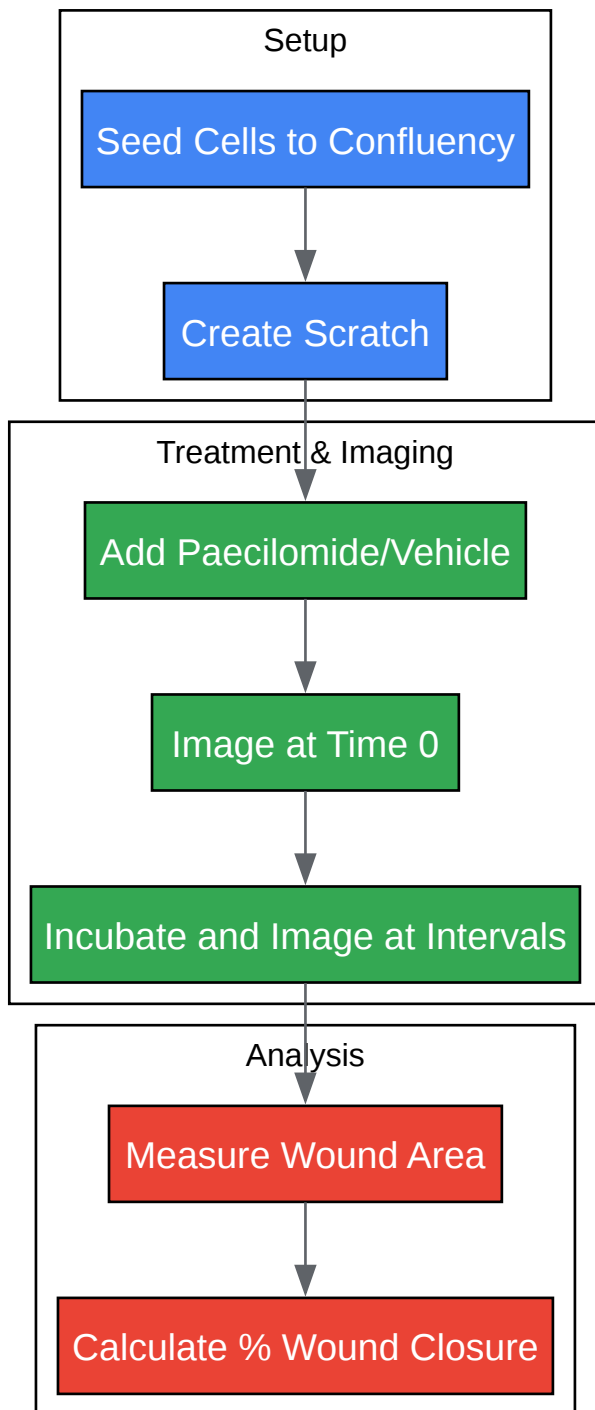 Setup
Seed Cells to Confluency
Create Scratch
Treatment & Imaging
Add Paecilomide/Vehicle
Image at Time 0
Incubate and Image at Intervals
Analysis
Measure Wound Area
Calculate % Wound Closure